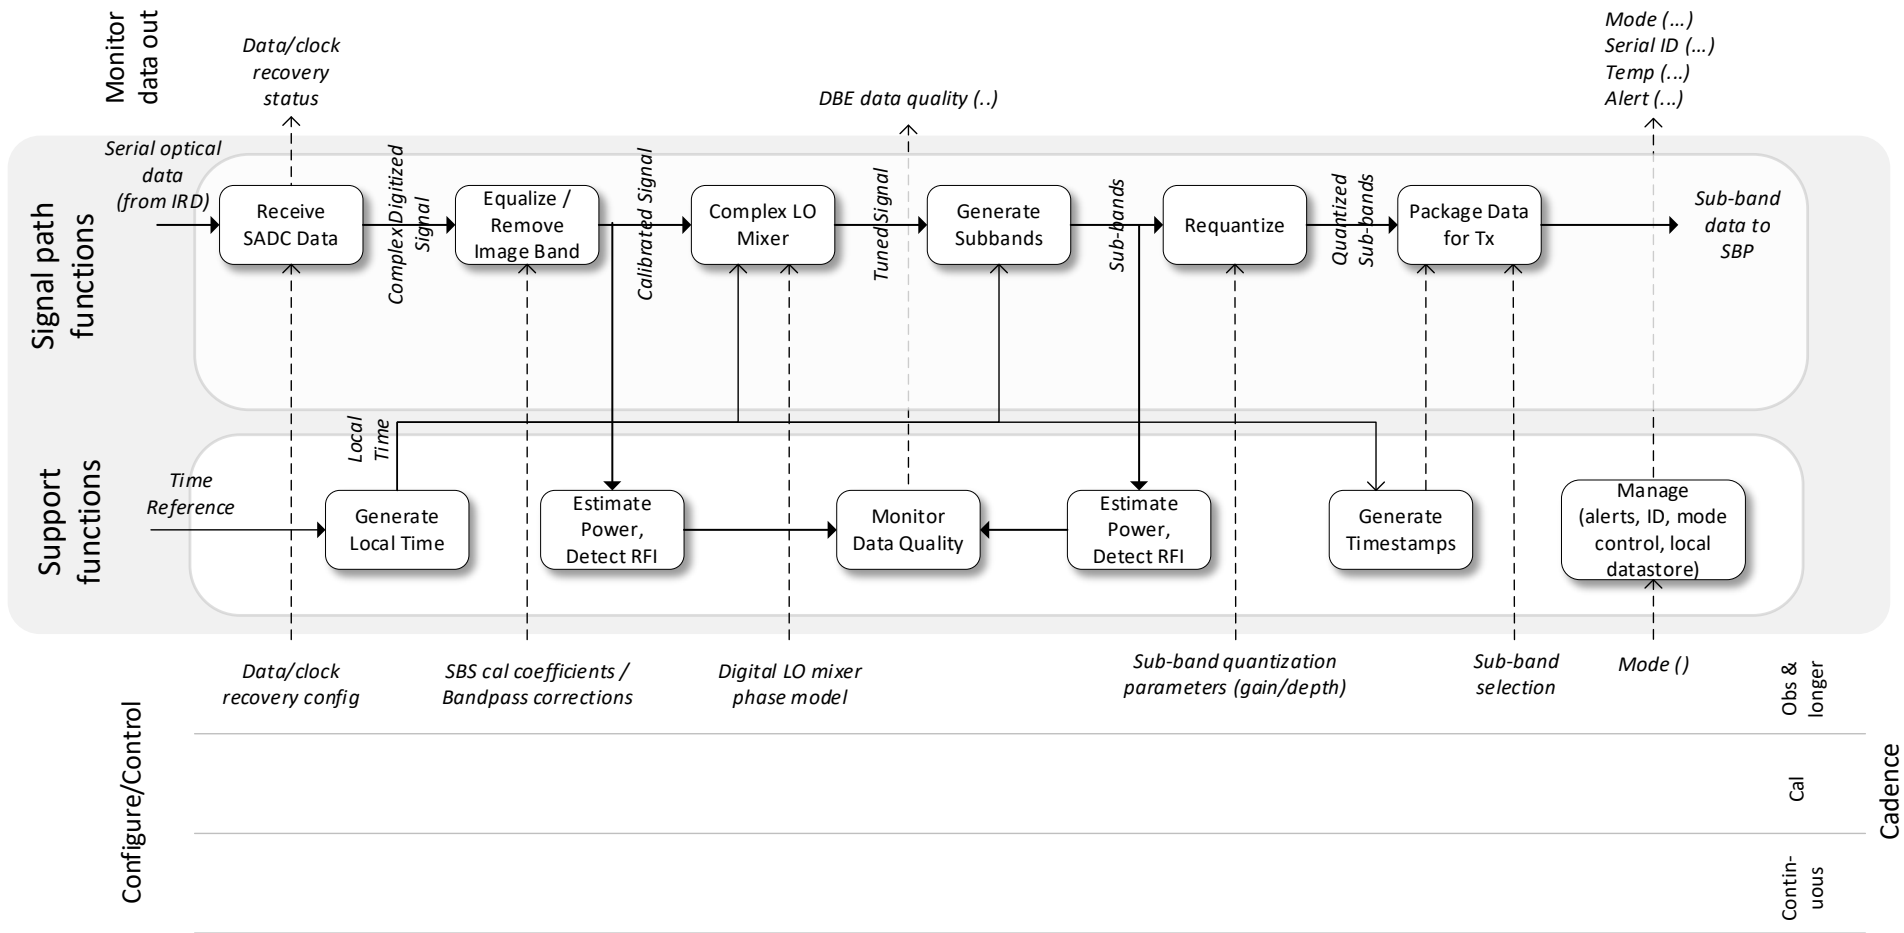 Monitor
data out
Data/clock
recovery
status
DBE data quality (..)
Mode (...)
Serial ID (...)
Temp (...)
Alert (...)
Signal path
functions
Serial optical
data
(from IRD)
Receive
SADC Data
ComplexDigitized
Signal
Equalize /
Remove
Image Band
Calibrated Signal
Complex LO
Mixer
TunedSignal
Generate
Subbands
Sub-bands
Requantize
Quantized
Sub-bands
Package Data
for Tx
Sub-band
data to
SBP
Support
functions
Time
Reference
Local
Time
Generate
Local Time
Estimate
Power,
Detect RFI
Monitor
Data Quality
Estimate
Power,
Detect RFI
Generate
Timestamps
Manage
(alerts, ID, mode
control, local
datastore)
Configure/Control
Data/clock
recovery config
SBS cal coefficients /
Bandpass corrections
Digital LO mixer
phase model
Sub-band quantization
parameters (gain/depth)
Sub-band
selection
Mode ()
Obs &
longer
Cal
Contin-
uous
Cadence